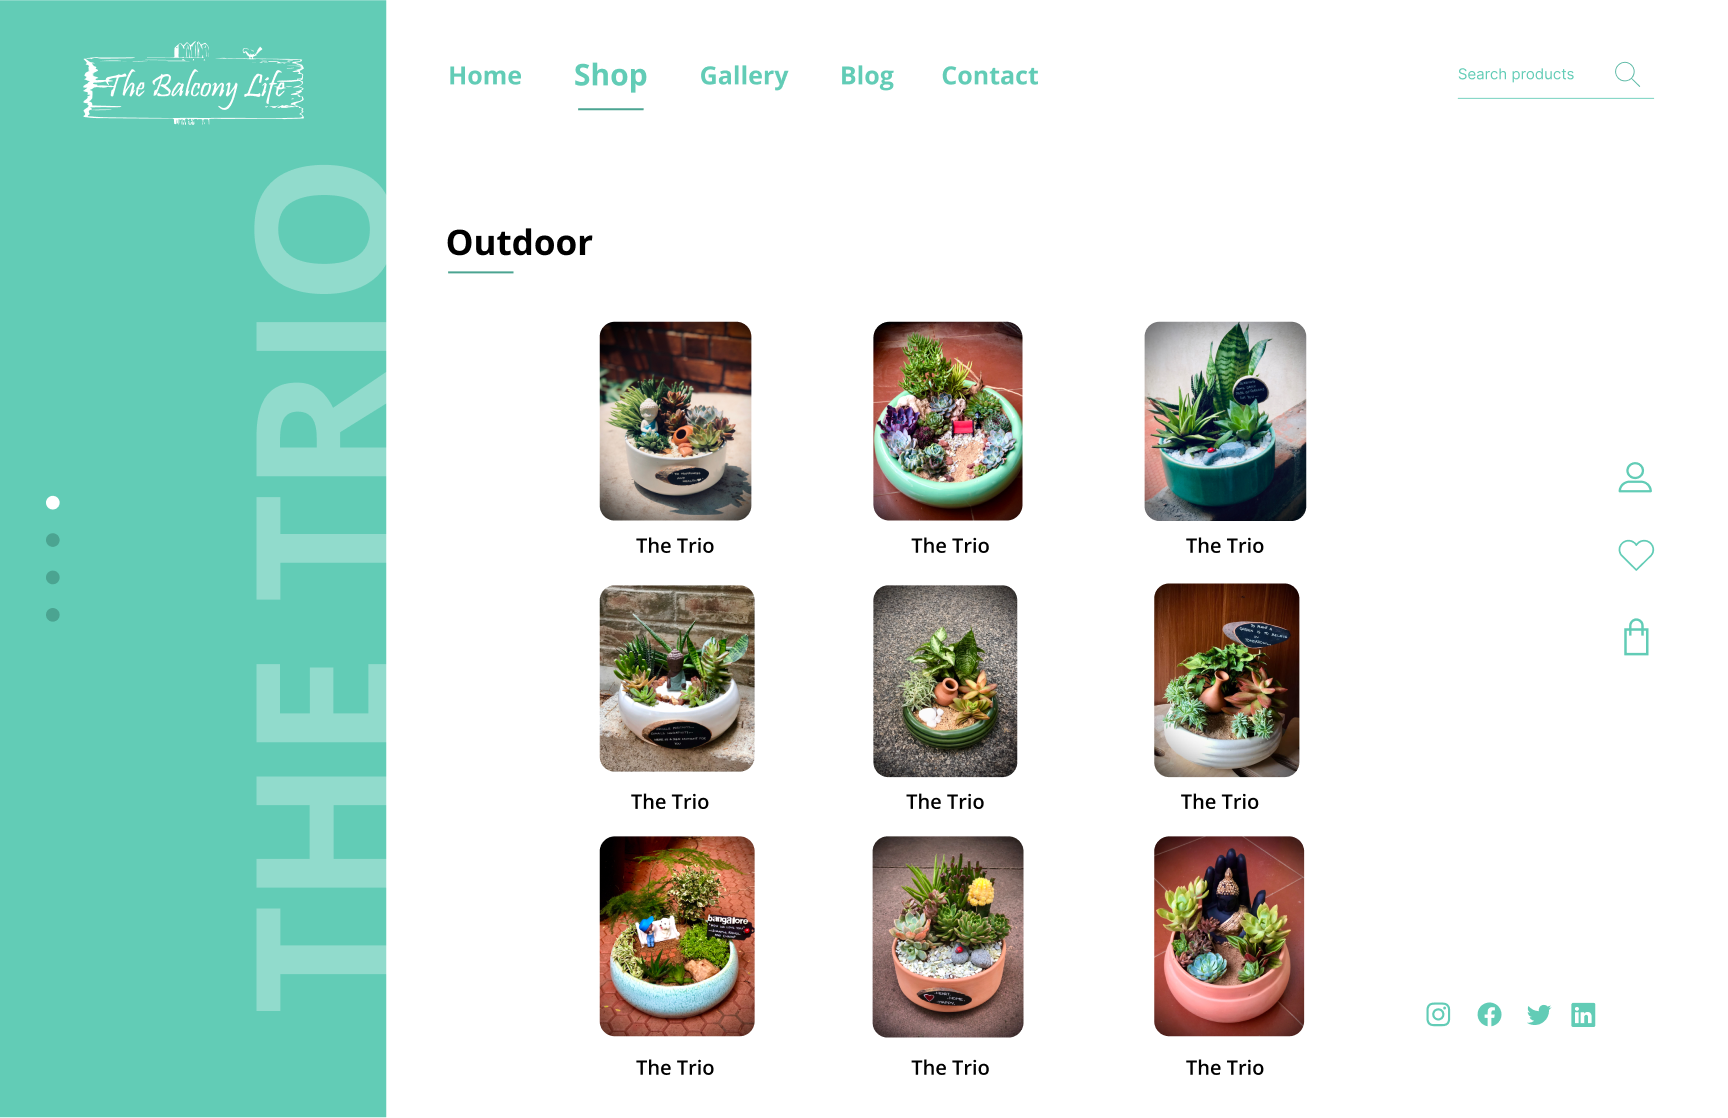 The Balcony Life
Home
Shop
Gallery
Blog
Contact
Search products
THE TRIO
Outdoor
The Trio
The Trio
The Trio
The Trio
The Trio
The Trio
bangalore
The Trio
The Trio
The Trio